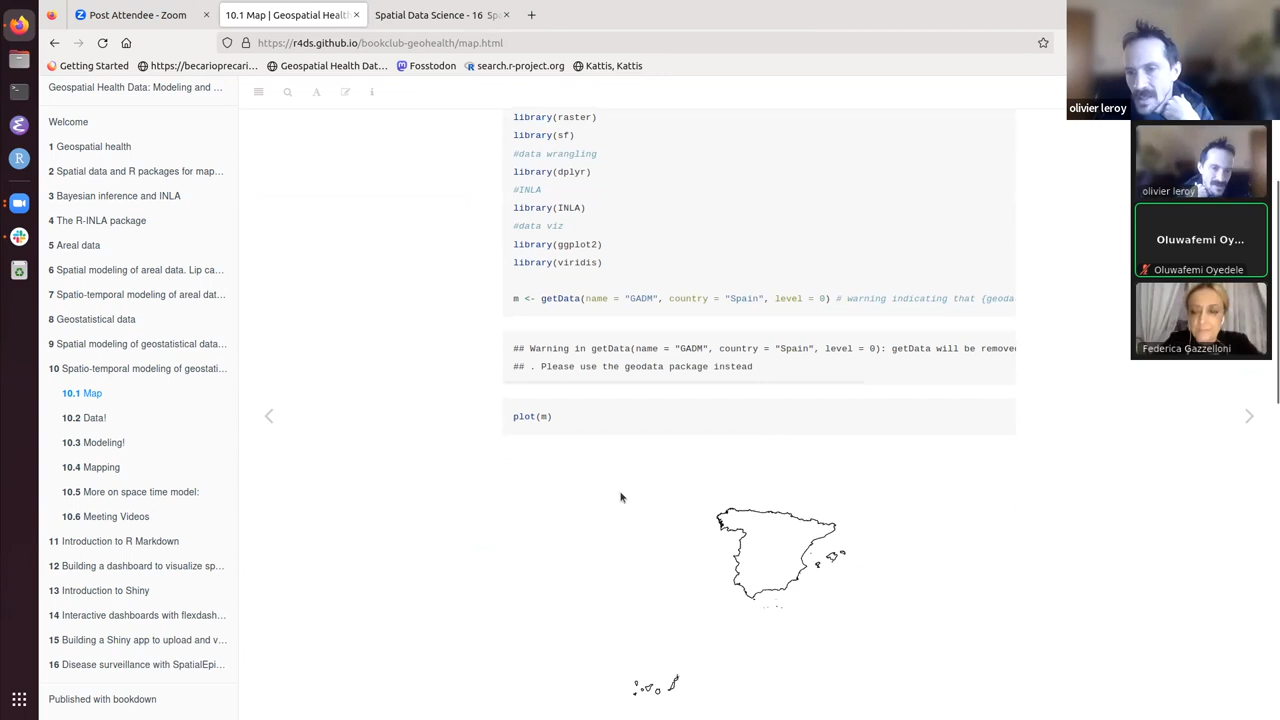 Post Attendee - Zoom
10.1 Map | Geospatial Healt
Spatial Data Science - 16 Sp
https://r4ds.github.io/bookclub-geohealth/map.html
Getting Started
https://becarioprecari...
Geospatial Health Dat...
Fosstodon
search.r-project.org
Kattis, Kattis
Geospatial Health Data: Modeling and ...
Welcome
1 Geospatial health
2 Spatial data and R packages for map...
3 Bayesian inference and INLA
4 The R-INLA package
5 Areal data
6 Spatial modeling of areal data. Lip ca...
7 Spatio-temporal modeling of areal dat...
8 Geostatistical data
9 Spatial modeling of geostatistical data...
10 Spatio-temporal modeling of geostati...
10.1 Map
10.2 Data!
10.3 Modeling!
10.4 Mapping
10.5 More on space time model:
10.6 Meeting Videos
11 Introduction to R Markdown
12 Building a dashboard to visualize sp...
13 Introduction to Shiny
14 Interactive dashboards with flexdash...
15 Building a Shiny app to upload and v...
16 Disease surveillance with SpatialEpi...
Published with bookdown
library(raster)
library(sf)
#data wrangling
library(dplyr)
#INLA
library(INLA)
#data viz
library(ggplot2)
library(viridis)
m <- getData(name = "GADM", country = "Spain", level = 0) # warning indicating that {geoda
## Warning in getData(name = "GADM", country = "Spain", level = 0): getData will be removed
## . Please use the geodata package instead
plot(m)
olivier leroy
olivier leroy
Oluwafemi Oy...
Oluwafemi Oyedele
Federica Gazzelloni